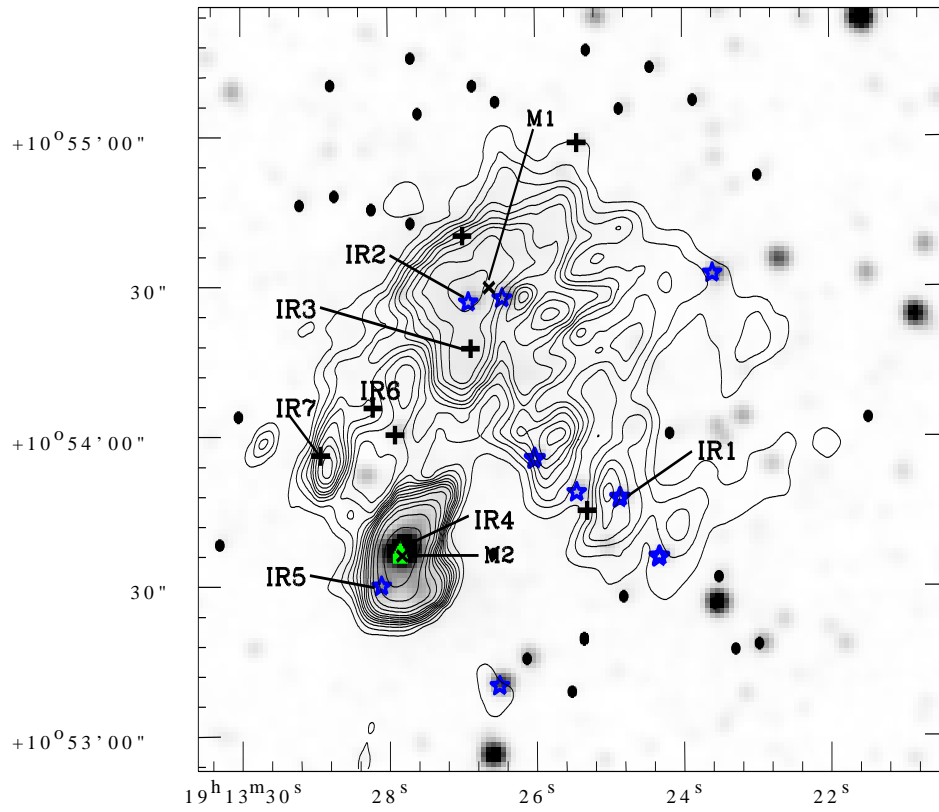 M1
+10°55'00"
IR2
30"
IR3
IR6
IR7
+10°54'00"
IR1
IR4
M2
IR5
30"
+10°53'00"
19h13m30s 28s 26s 24s 22s